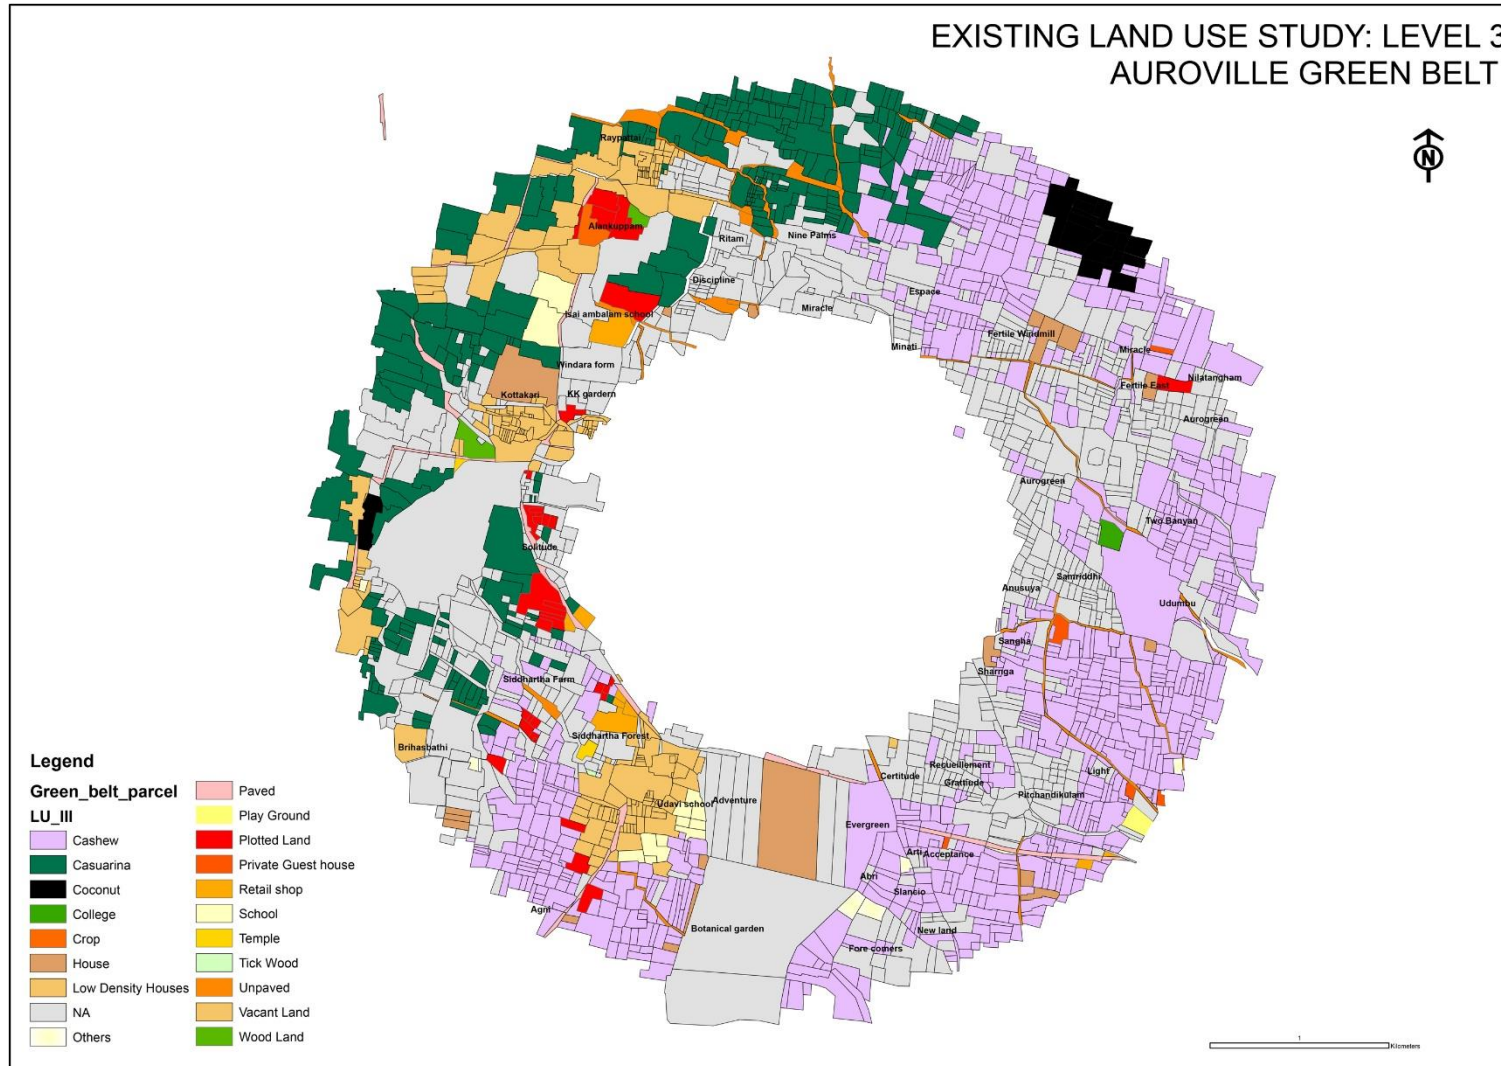 EXISTING LAND USE STUDY: LEVEL 3
AUROVILLE GREEN BELT
N
Raypattai
Alankuppam
Ritam
Nine Palms
Discipline
Espace
Miracle
Isai ambalam school
Minati
Fertile Windmill
Miracle
Windara form
Nilatangham
Fertile East
Kottakari
KK gardern
Aurogreen
Aurogreen
Two Banyan
Solitude
Samriddhi
Anusuya
Udumbu
Sangha
Sharnga
Siddhartha Farm
Siddhartha Forest
Brihasbathi
Recueillement
Certitude
Gratitude
Light
Pitchandikulam
Udavi school
Adventure
Evergreen
Arti
Acceptance
Abri
Slancio
Agni
Botanical garden
New land
Fore comers
Legend
Green_belt_parcel
LU_III
Cashew
Casuarina
Coconut
College
Crop
House
Low Density Houses
NA
Others
Paved
Play Ground
Plotted Land
Private Guest house
Retail shop
School
Temple
Tick Wood
Unpaved
Vacant Land
Wood Land
1
Kilometers